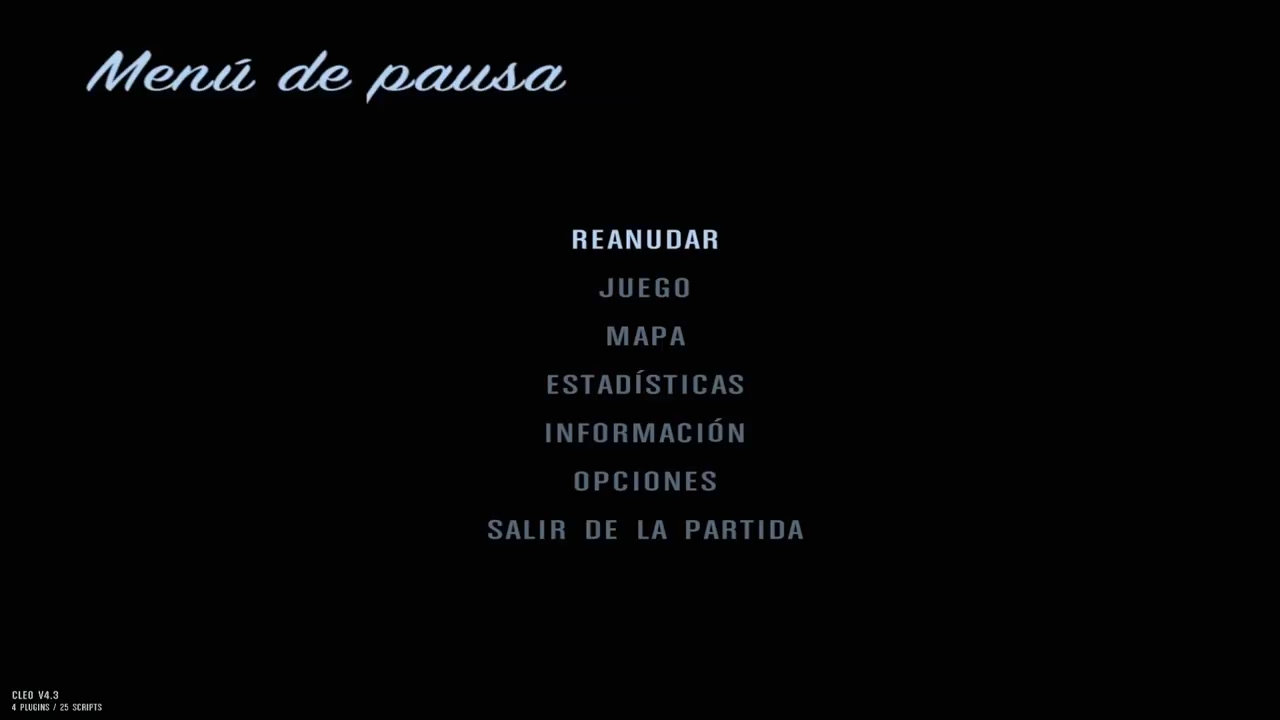 Menú de pausa
REANUDAR
JUEGO
MAPA
ESTADÍSTICAS
INFORMACIÓN
OPCIONES
SALIR DE LA PARTIDA
CLEO V4.3
4 PLUGINS / 25 SCRIPTS